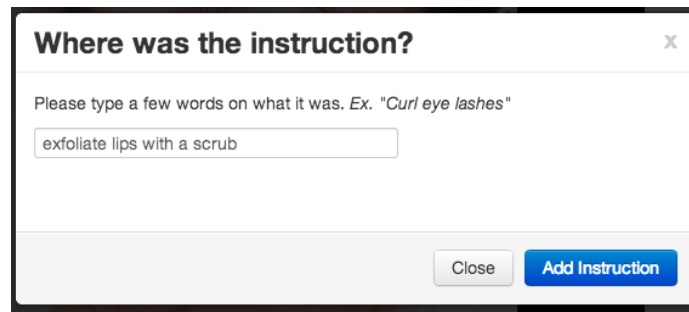 Where was the instruction?
x
Please type a few words on what it was. Ex. "Curl eye lashes"
exfoliate lips with a scrub
Close
Add Instruction